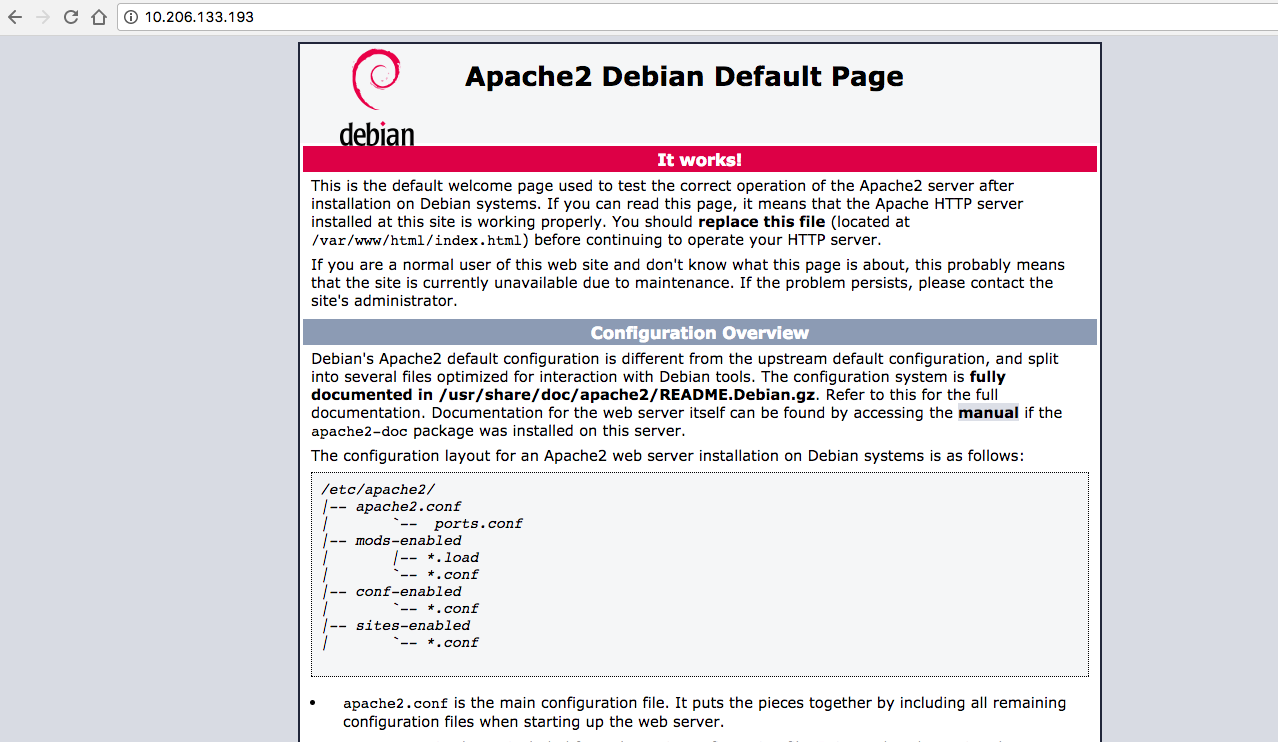 10.206.133.193
debian
Apache2 Debian Default Page
It works!
This is the default welcome page used to test the correct operation of the Apache2 server after
installation on Debian systems. If you can read this page, it means that the Apache HTTP server
installed at this site is working properly. You should replace this file (located at
/var/www/html/index.html) before continuing to operate your HTTP server.
If you are a normal user of this web site and don't know what this page is about, this probably means
that the site is currently unavailable due to maintenance. If the problem persists, please contact the
site's administrator.
Configuration Overview
Debian's Apache2 default configuration is different from the upstream default configuration, and split
into several files optimized for interaction with Debian tools. The configuration system is fully
documented in /usr/share/doc/apache2/README.Debian.gz. Refer to this for the full
documentation. Documentation for the web server itself can be found by accessing the manual if the
apache2-doc package was installed on this server.
The configuration layout for an Apache2 web server installation on Debian systems is as follows:
/etc/apache2/
|-- apache2.conf
|       `--  ports.conf
|-- mods-enabled
|       |-- *.load
|       `-- *.conf
|-- conf-enabled
|       `-- *.conf
|-- sites-enabled
|       `-- *.conf
• apache2.conf is the main configuration file. It puts the pieces together by including all remaining
configuration files when starting up the web server.